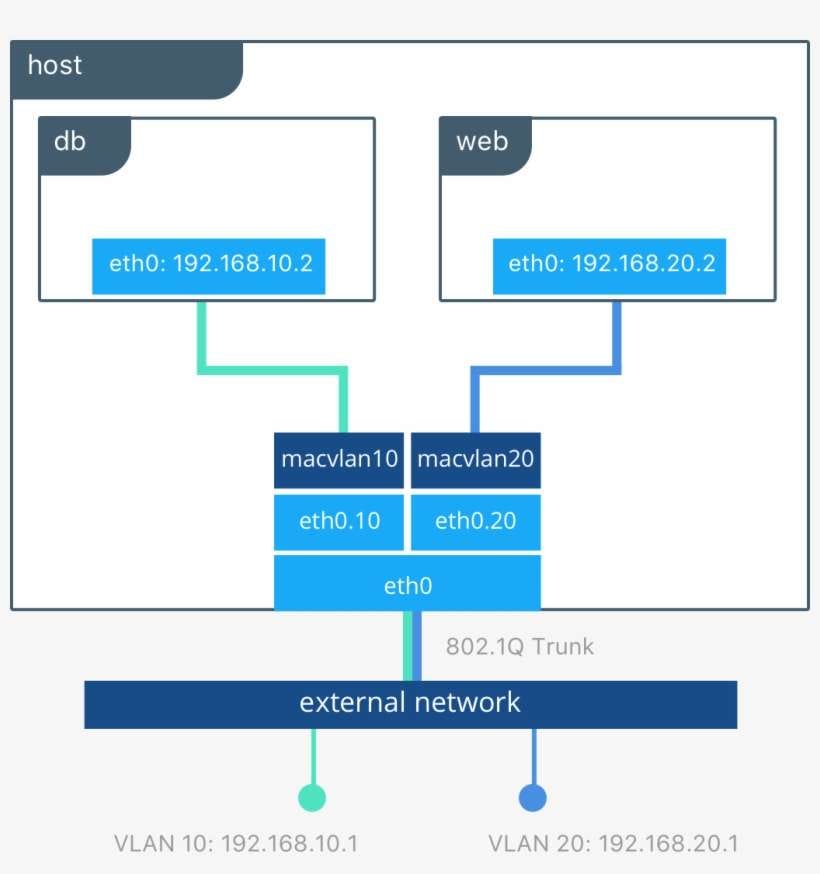 host
db
web
eth0: 192.168.10.2
eth0: 192.168.20.2
macvlan10
macvlan20
eth0.10
eth0.20
eth0
802.1Q Trunk
external network
VLAN 10: 192.168.10.1
VLAN 20: 192.168.20.1